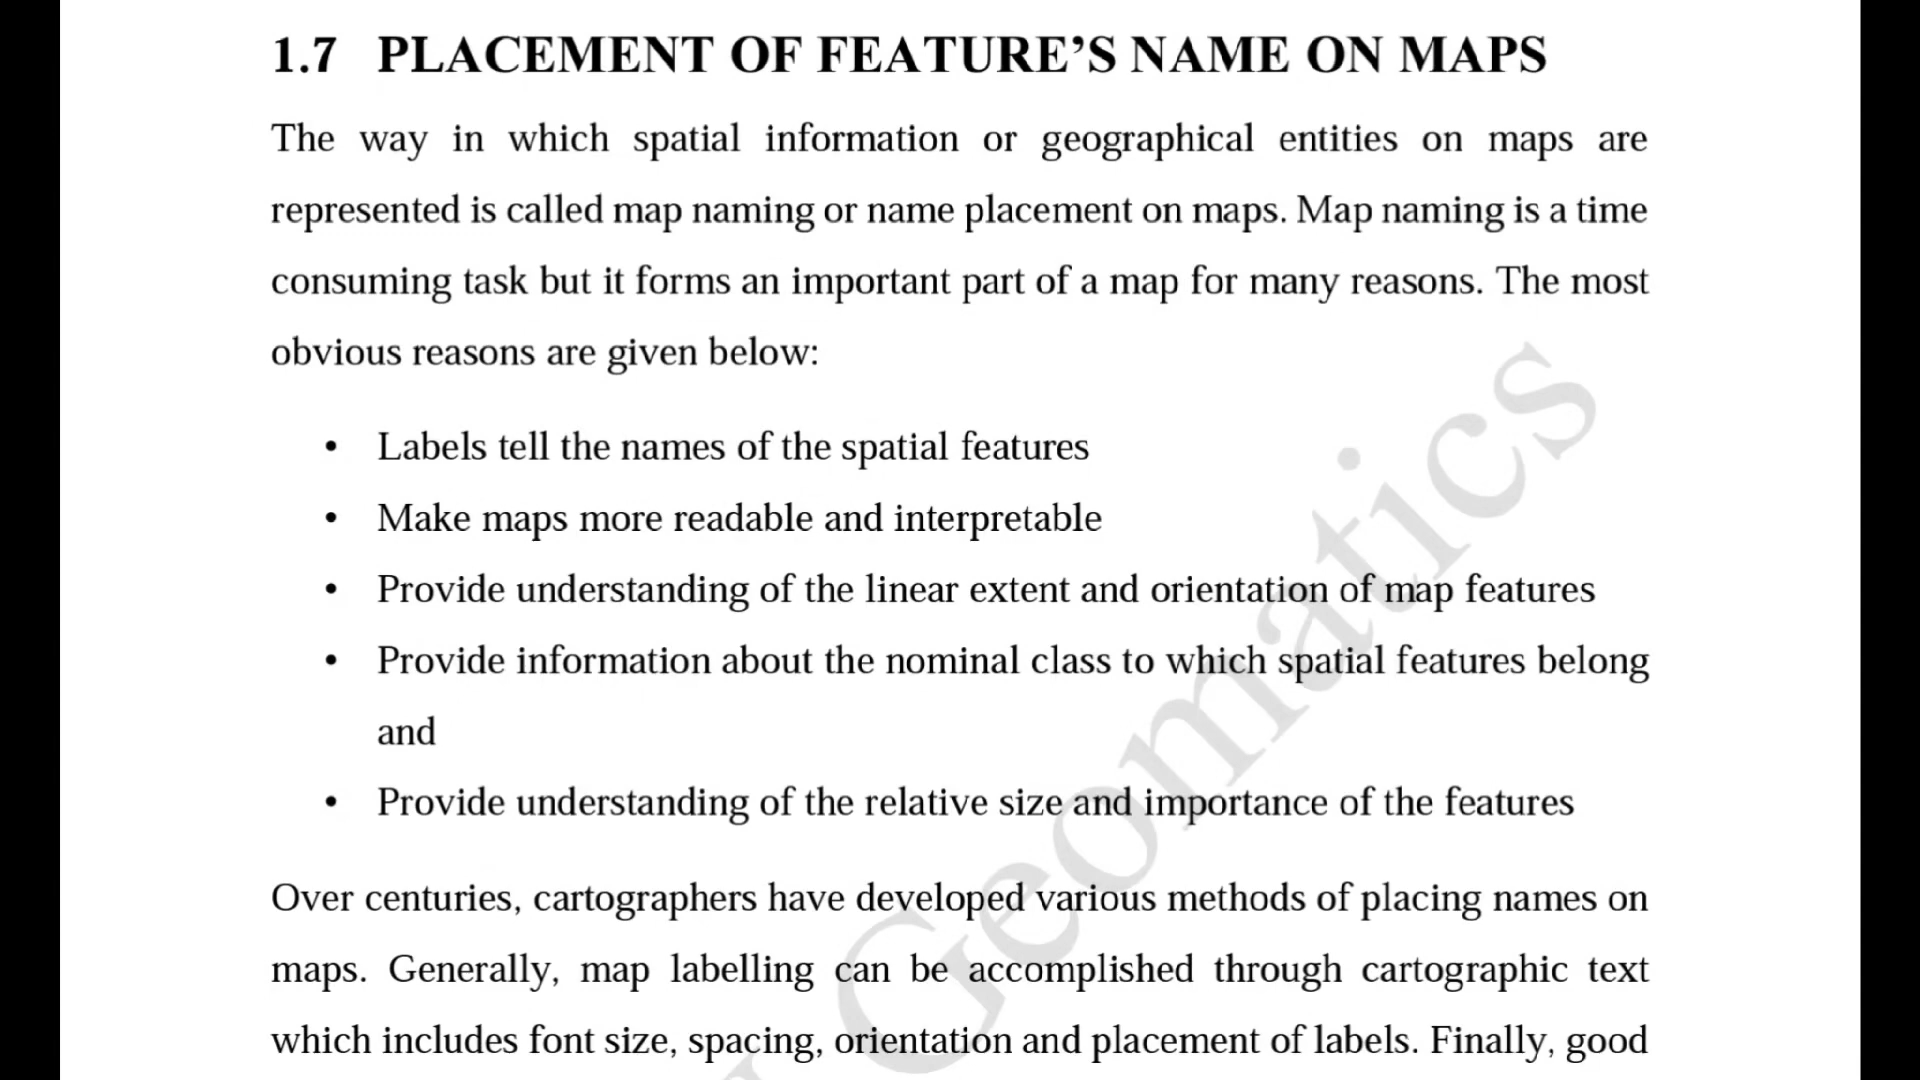 1.7 PLACEMENT OF FEATURE’S NAME ON MAPS
The way in which spatial information or geographical entities on maps are
represented is called map naming or name placement on maps. Map naming is a time
consuming task but it forms an important part of a map for many reasons. The most
obvious reasons are given below:
• Labels tell the names of the spatial features
• Make maps more readable and interpretable
• Provide understanding of the linear extent and orientation of map features
• Provide information about the nominal class to which spatial features belong
and
• Provide understanding of the relative size and importance of the features
Over centuries, cartographers have developed various methods of placing names on
maps. Generally, map labelling can be accomplished through cartographic text
which includes font size, spacing, orientation and placement of labels. Finally, good
Geomatics